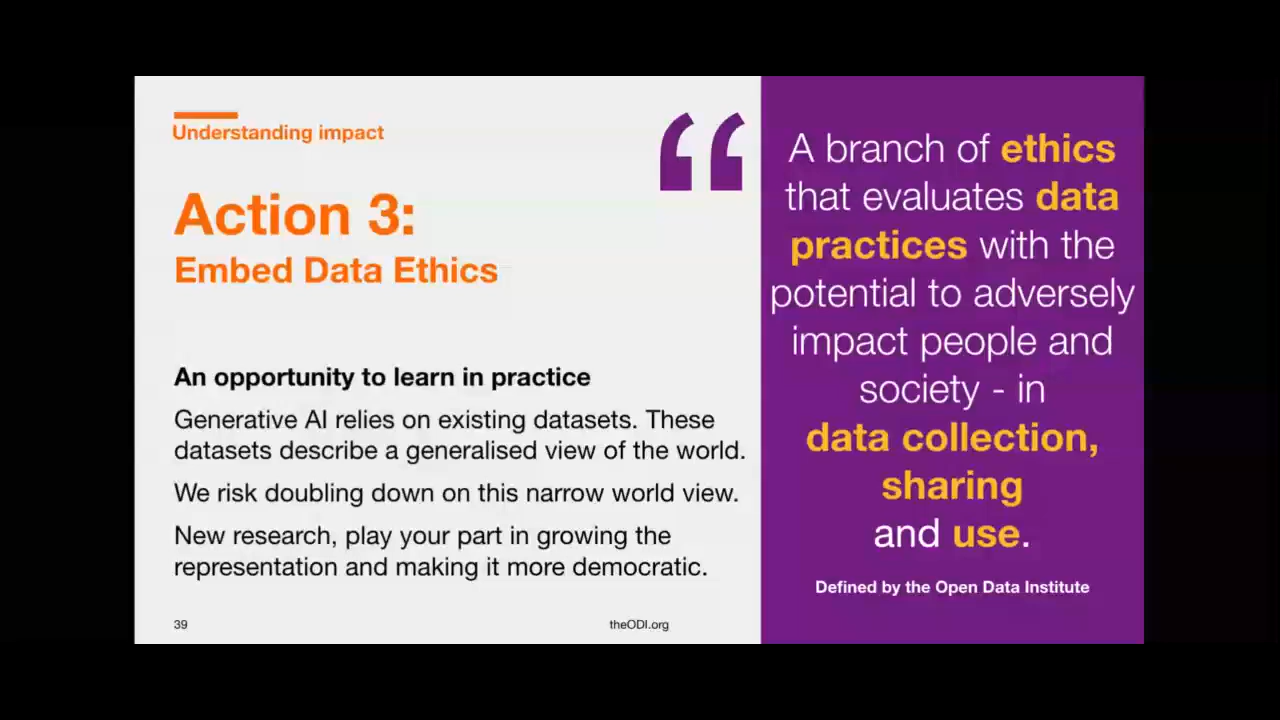 Understanding impact
Action 3:
Embed Data Ethics
An opportunity to learn in practice
Generative AI relies on existing datasets. These
datasets describe a generalised view of the world.
We risk doubling down on this narrow world view.
New research, play your part in growing the
representation and making it more democratic.
39
theODI.org
“
A branch of ethics
that evaluates data
practices with the
potential to adversely
impact people and
society - in
data collection,
sharing
and use.
Defined by the Open Data Institute